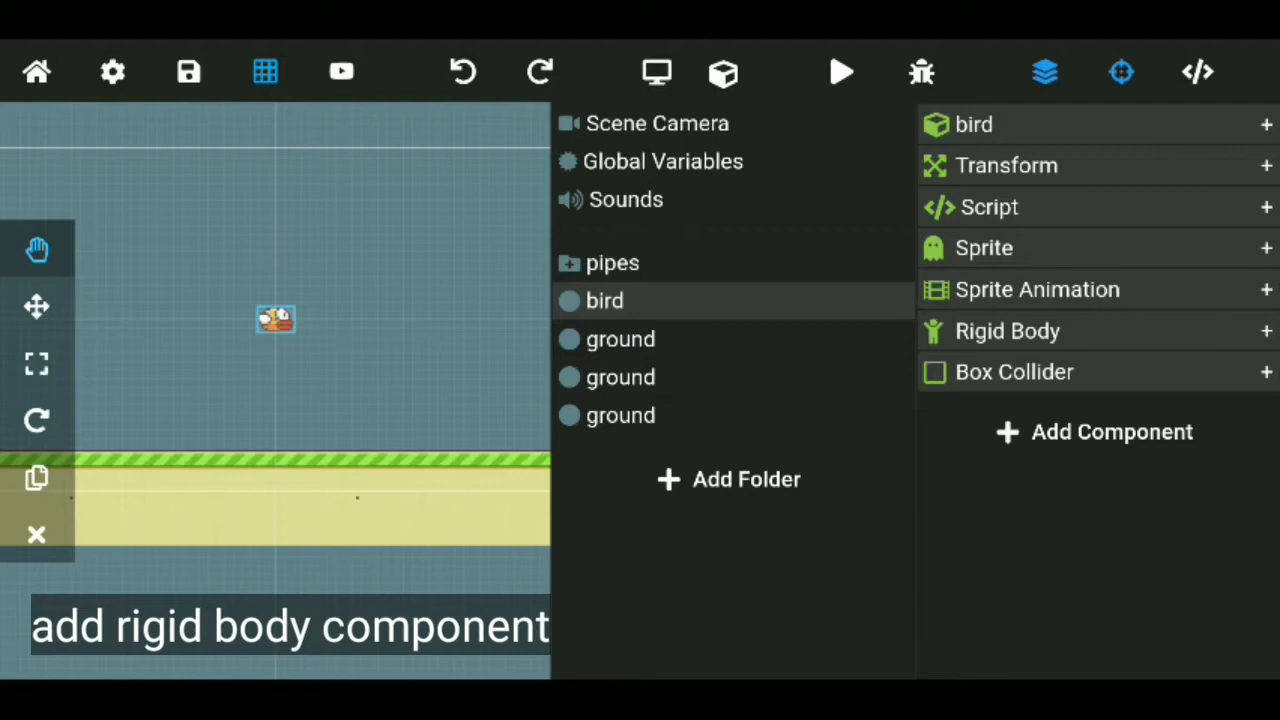 Scene Camera
Global Variables
Sounds
pipes
bird
ground
ground
ground
+ Add Folder
bird +
Transform +
</> Script +
Sprite +
Sprite Animation +
Rigid Body +
Box Collider +
+ Add Component
add rigid body component